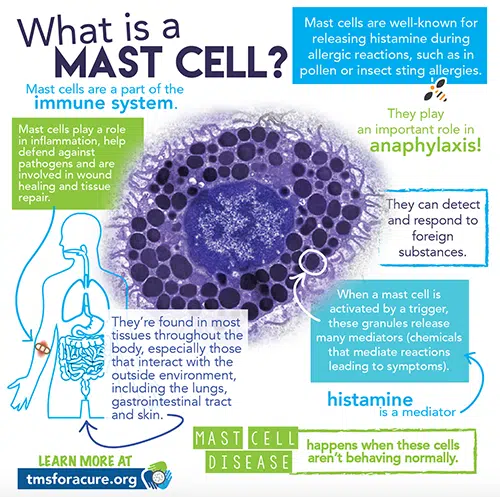 What is a
MAST CELL?
Mast cells are a part of the
immune system.
Mast cells play a role
in inflammation, help
defend against
pathogens and are
involved in wound
healing and tissue
repair.
Mast cells are well-known for
releasing histamine during
allergic reactions, such as in
pollen or insect sting allergies.
They play
an important role in
anaphylaxis!
They can detect
and respond to
foreign
substances.
When a mast cell is
activated by a trigger,
these granules release
many mediators (chemicals
that mediate reactions
leading to symptoms).
histamine
is a mediator
They're found in most
tissues throughout the
body, especially those
that interact with the
outside environment,
including the lungs,
gastrointestinal tract
and skin.
MAST CELL
DISEASE
happens when these cells
aren't behaving normally.
LEARN MORE AT
tmsforacure.org